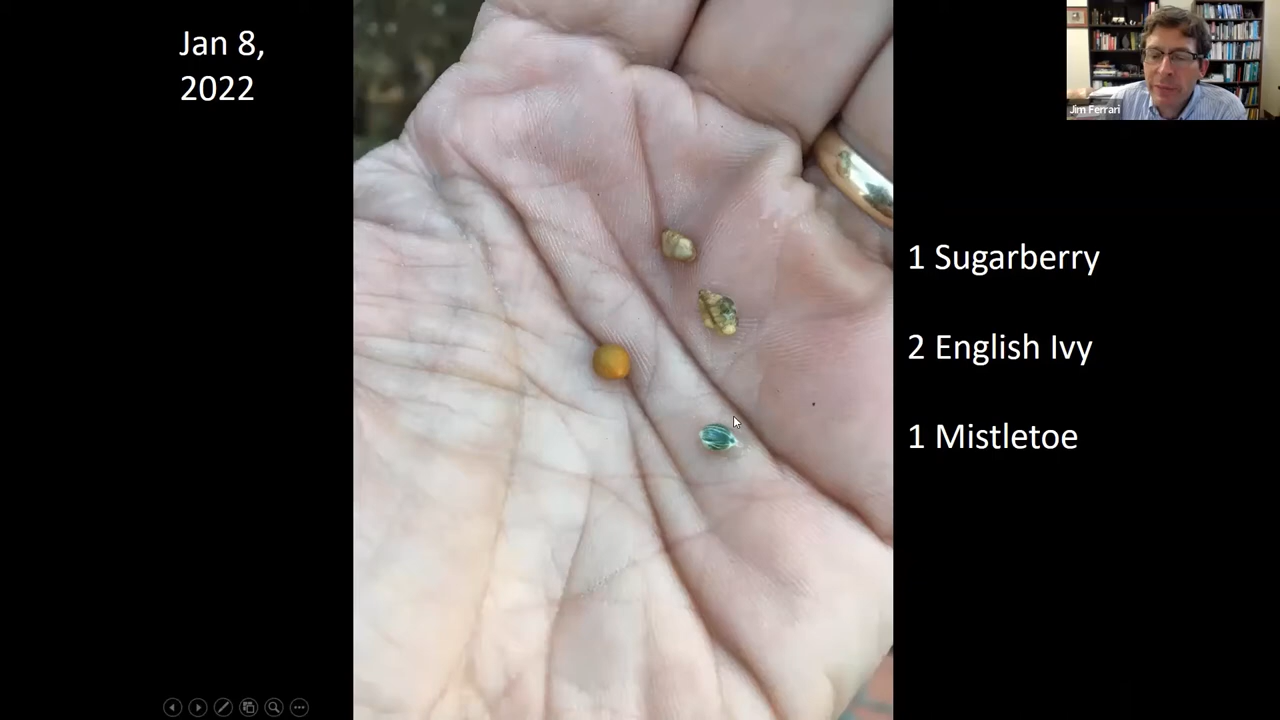 Jan 8,
2022
Jim Ferrari
1 Sugarberry
2 English Ivy
1 Mistletoe